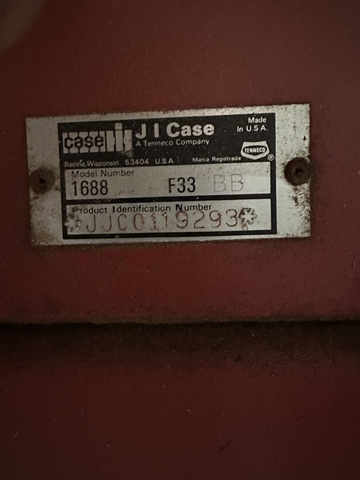 case IH J I Case
A Tenneco Company
Made
in U.S.A.
Racine, Wisconsin 53404 U.S.A.
Marca Registrada
TENNECO
Model Number
1688 F33 BB
Product Identification Number
*JJC0119293*